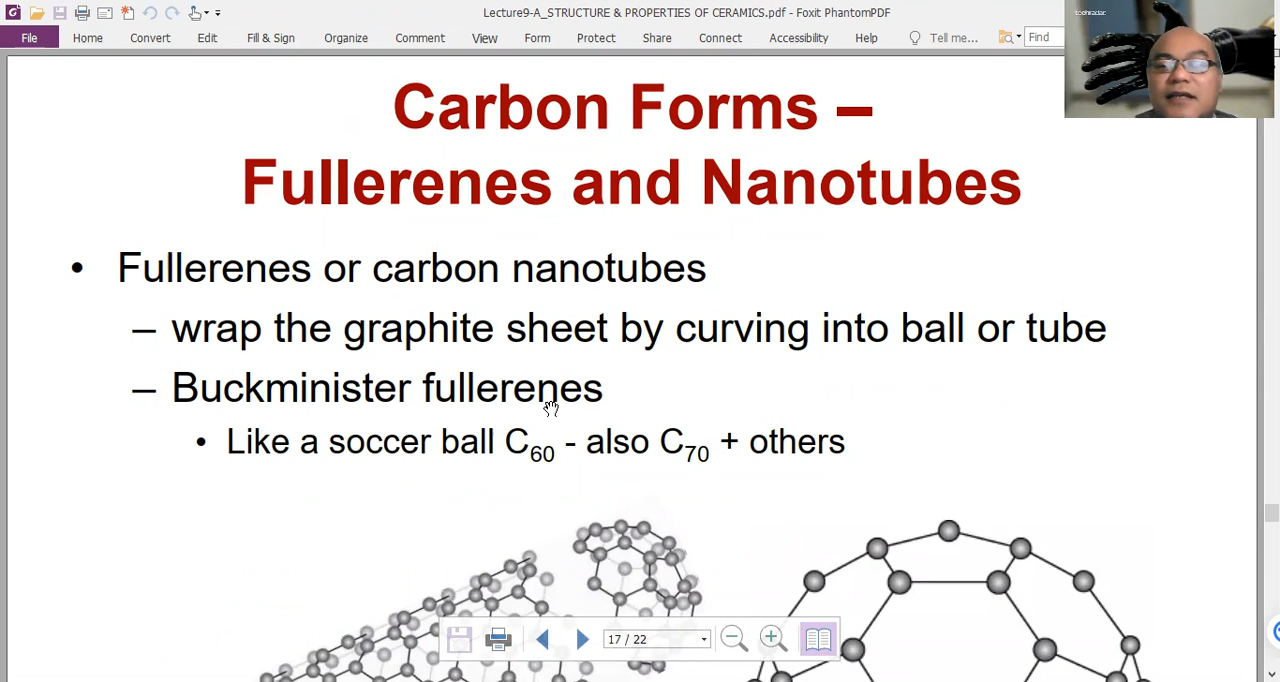 Lecture9-A_STRUCTURE & PROPERTIES OF CERAMICS.pdf - Foxit PhantomPDF
File Home Convert Edit Fill & Sign Organize Comment View Form Protect Share Connect Accessibility Help Tell me... Find
Carbon Forms –
Fullerenes and Nanotubes
• Fullerenes or carbon nanotubes
– wrap the graphite sheet by curving into ball or tube
– Buckminister fullerenes
• Like a soccer ball C60 - also C70 + others
17 / 22